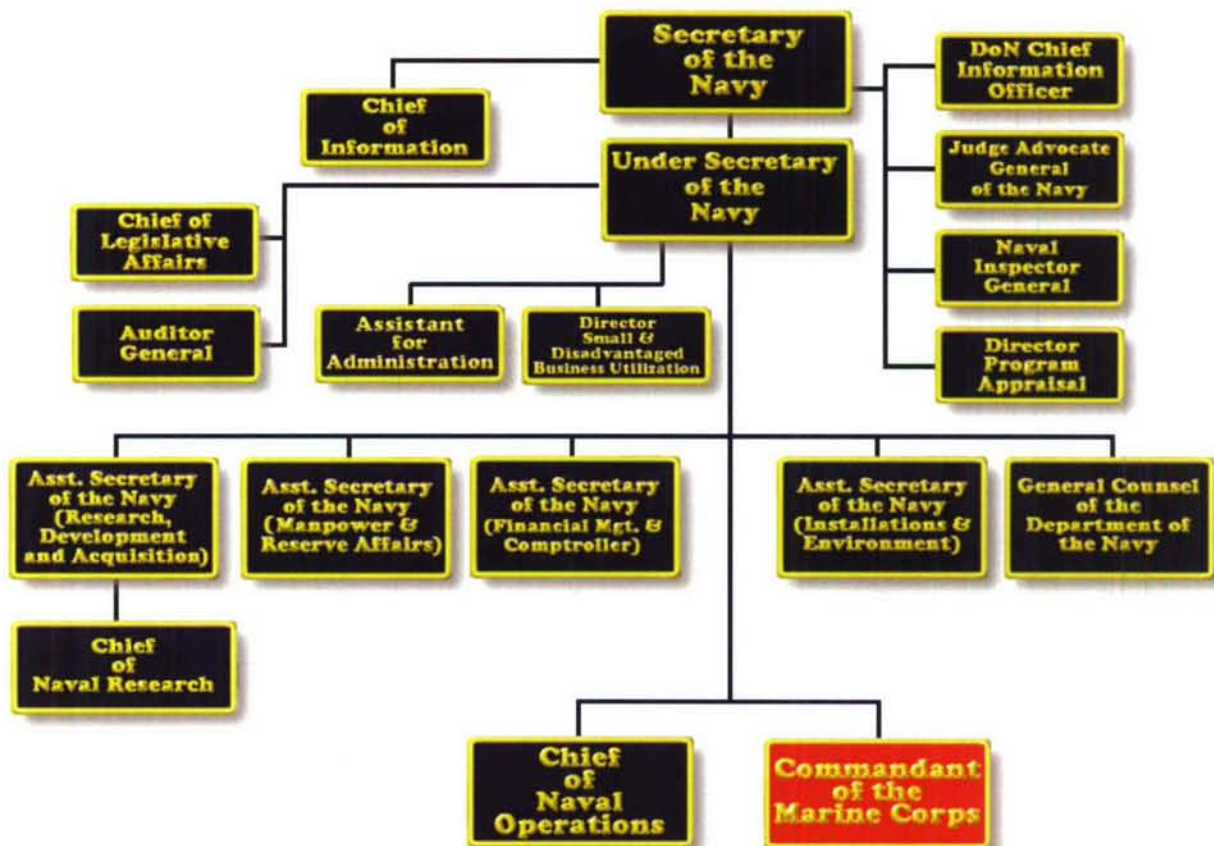 Secretary
of the
Navy
DoN Chief
Information
Officer
Chief
of
Information
Judge Advocate
General
of the Navy
Under Secretary
of the
Navy
Chief of
Legislative
Affairs
Naval
Inspector
General
Auditor
General
Assistant
for
Administration
Director
Small &
Disadvantaged
Business Utilization
Director
Program
Appraisal
Asst. Secretary
of the Navy
(Research,
Development
and Acquisition)
Asst. Secretary
of the Navy
(Manpower &
Reserve Affairs)
Asst. Secretary
of the Navy
(Financial Mgt. &
Comptroller)
Asst. Secretary
of the Navy
(Installations &
Environment)
General Counsel
of the
Department of
the Navy
Chief
of
Naval Research
Chief
of
Naval
Operations
Commandant
of the
Marine Corps